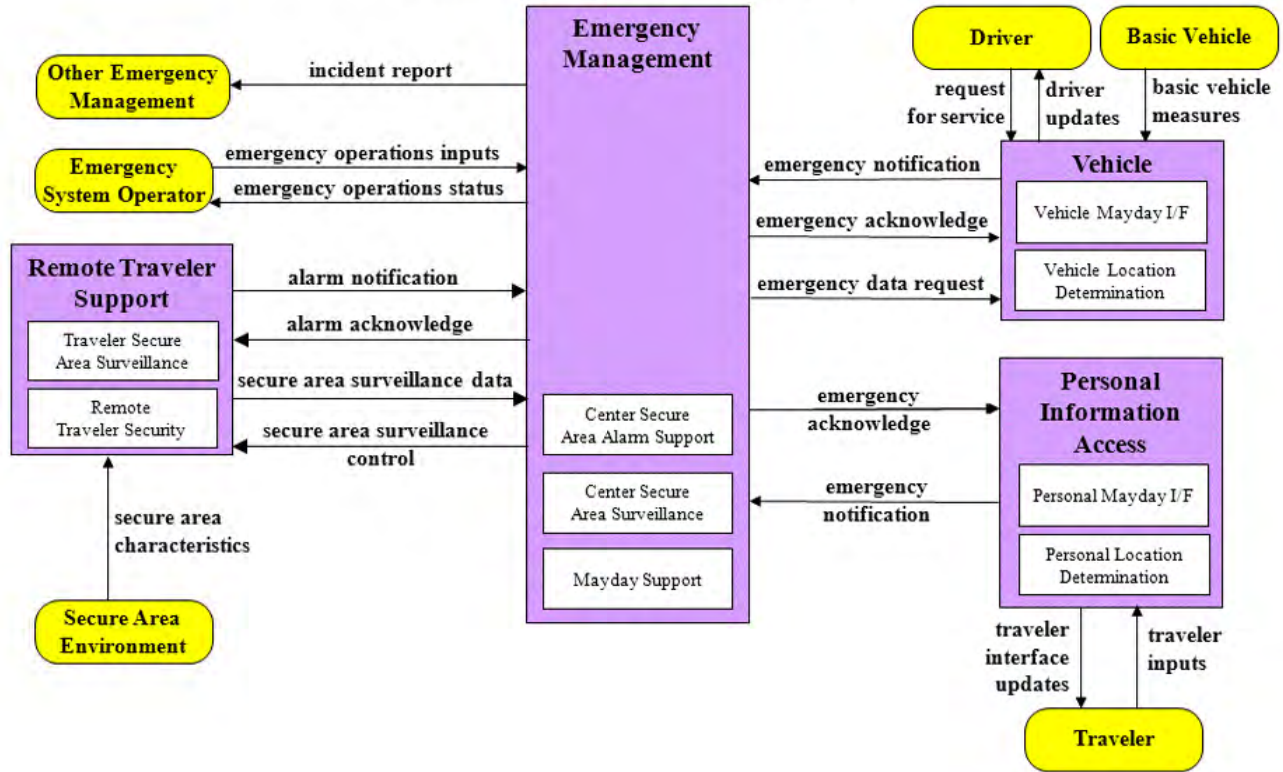 Emergency
Management
Other Emergency
Management
incident report
Emergency
System Operator
emergency operations inputs
emergency operations status
Remote Traveler
Support
Traveler Secure
Area Surveillance
Remote
Traveler Security
alarm notification
alarm acknowledge
secure area surveillance data
secure area surveillance
control
secure area
characteristics
Secure Area
Environment
Center Secure
Area Alarm Support
Center Secure
Area Surveillance
Mayday Support
Driver
Basic Vehicle
request
for service
driver
updates
basic vehicle
measures
emergency notification
emergency acknowledge
emergency data request
Vehicle
Vehicle Mayday I/F
Vehicle Location
Determination
emergency
acknowledge
emergency
notification
Personal
Information
Access
Personal Mayday I/F
Personal Location
Determination
traveler
interface
updates
traveler
inputs
Traveler